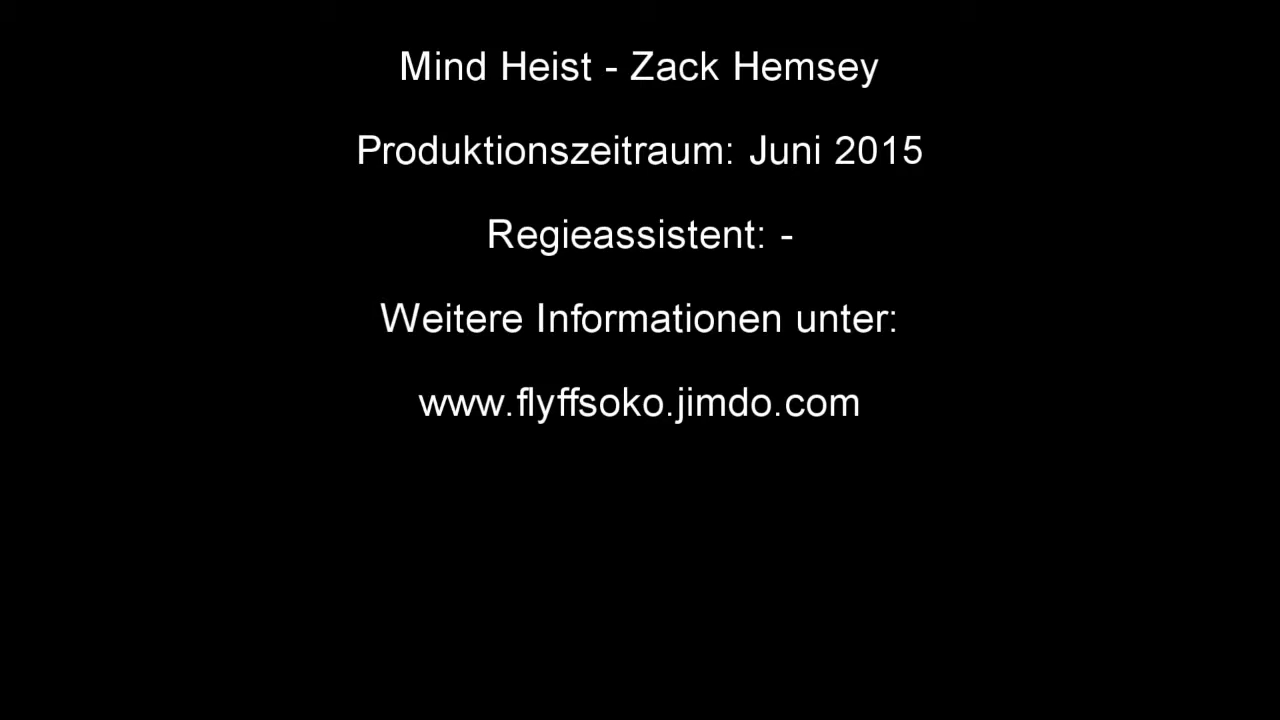 Mind Heist - Zack Hemsey
Produktionszeitraum: Juni 2015
Regieassistent: -
Weitere Informationen unter:
www.flyffsoko.jimdo.com